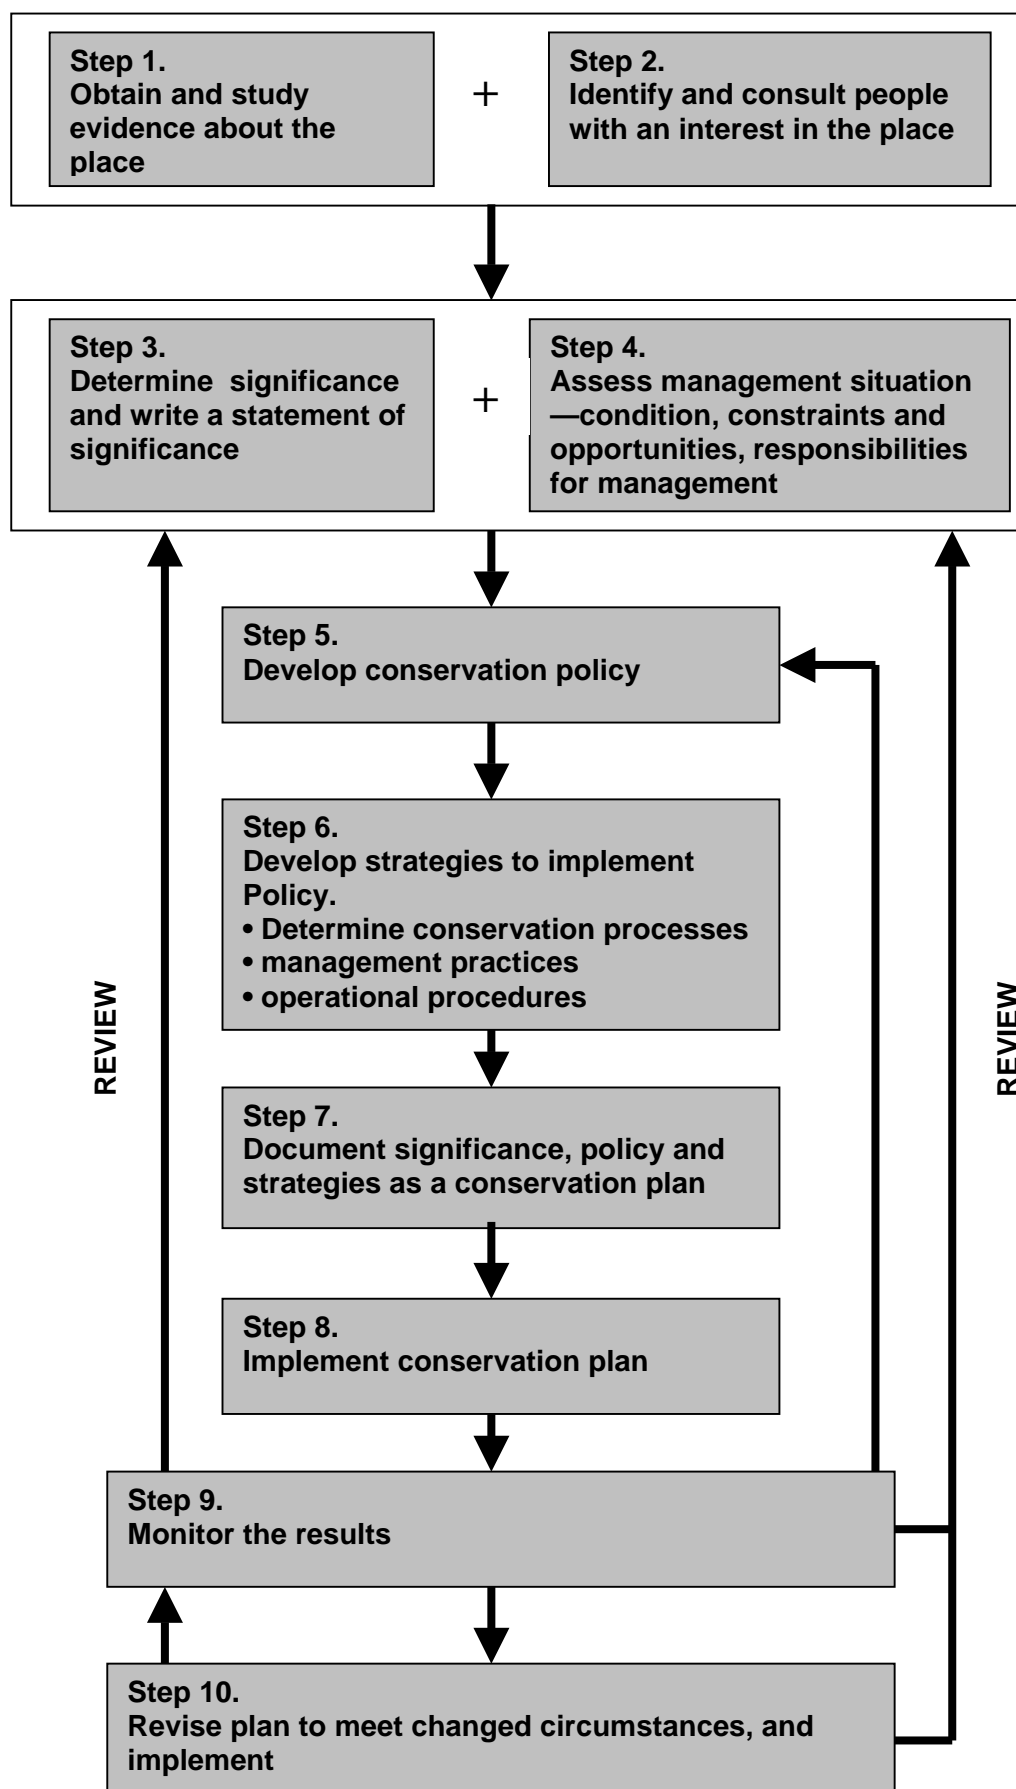 Step 1.
Obtain and study
evidence about the
place
+
Step 2.
Identify and consult people
with an interest in the place
Step 3.
Determine  significance
and write a statement of
significance
+
Step 4.
Assess management situation
—condition, constraints and
opportunities, responsibilities
for management
Step 5.
Develop conservation policy
Step 6.
Develop strategies to implement
Policy.
• Determine conservation processes
• management practices
• operational procedures
REVIEW
REVIEW
Step 7.
Document significance, policy and
strategies as a conservation plan
Step 8.
Implement conservation plan
Step 9.
Monitor the results
Step 10.
Revise plan to meet changed circumstances, and
implement